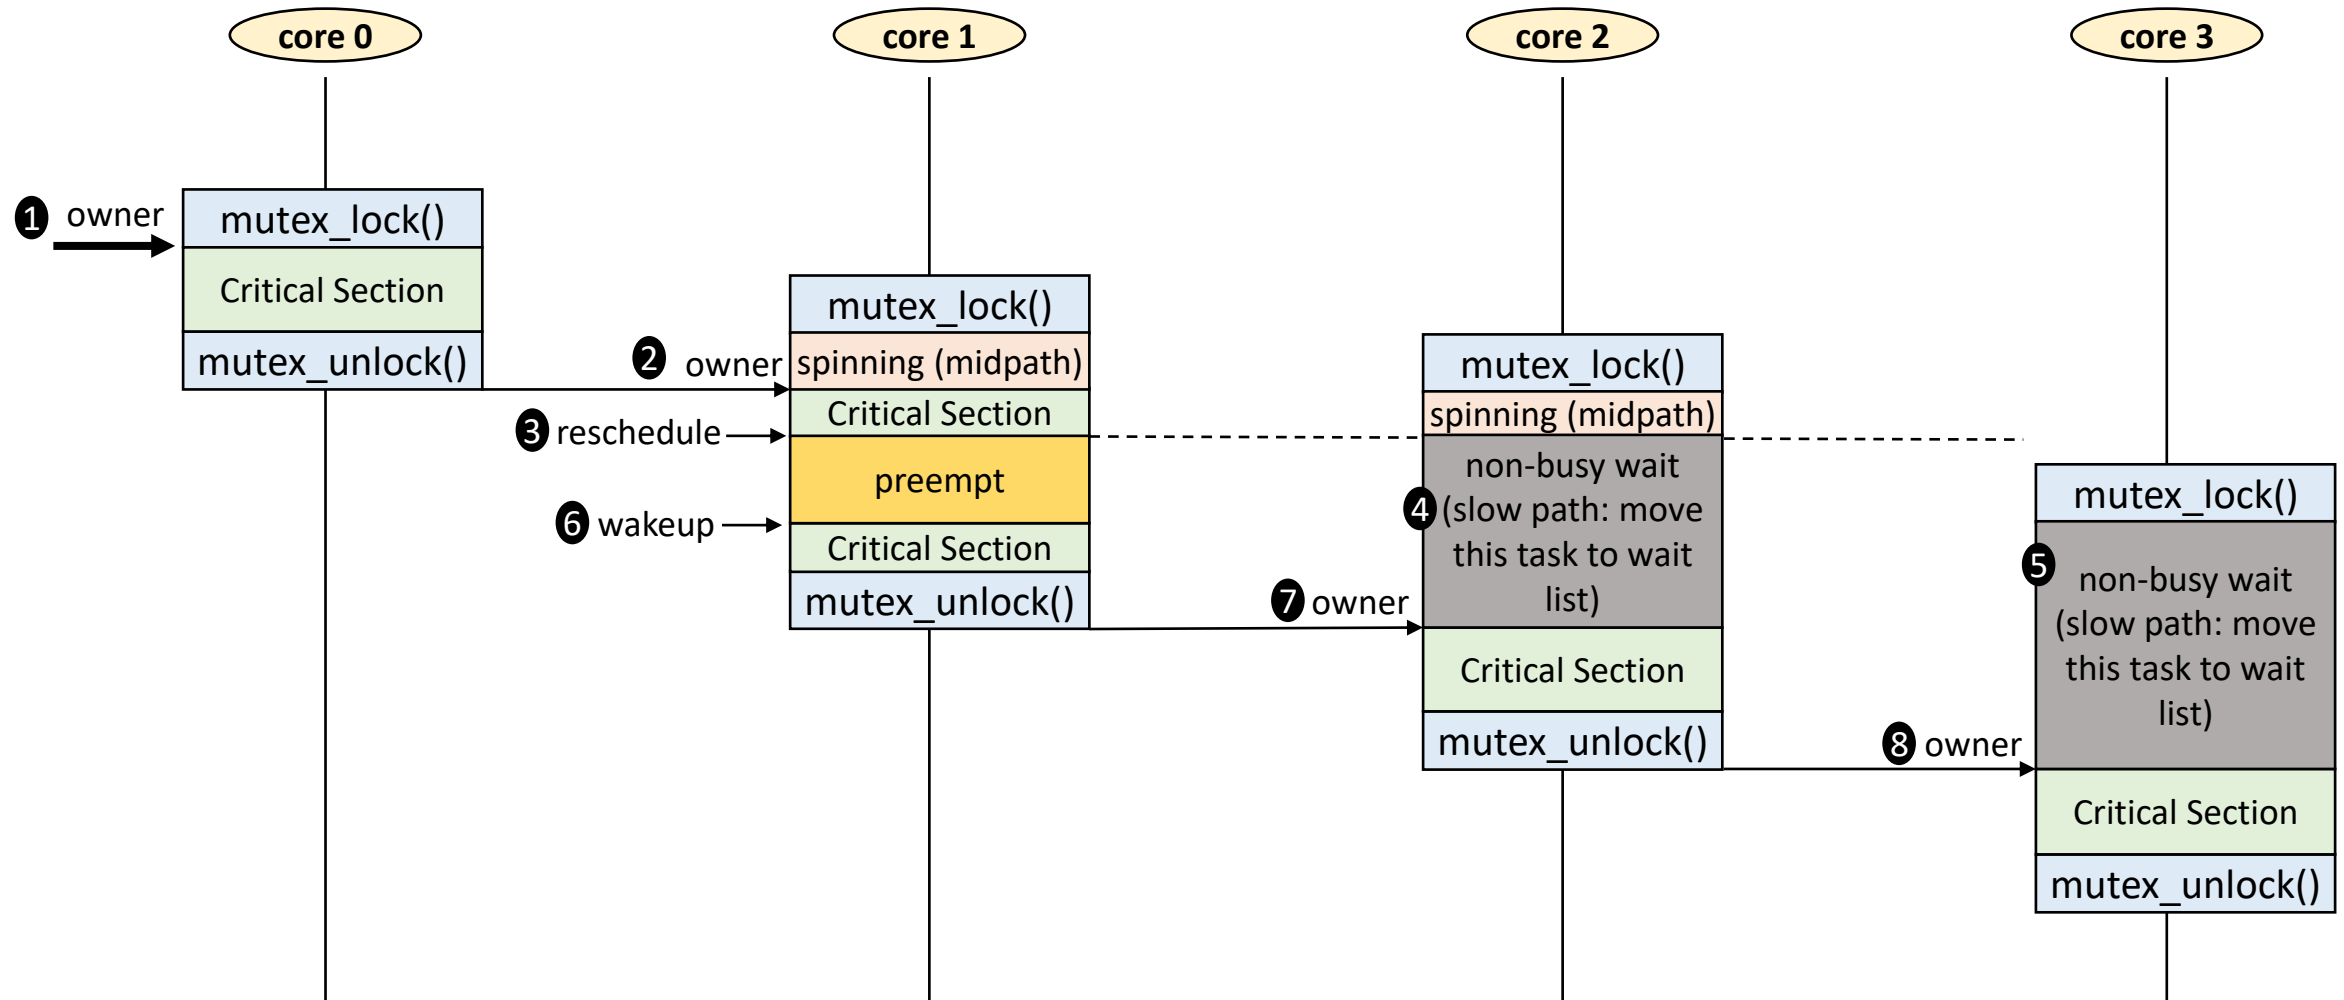 core 0
core 1
core 2
core 3
1 owner
mutex_lock()
Critical Section
mutex_unlock()
2 owner
3 reschedule
6 wakeup
mutex_lock()
spinning (midpath)
Critical Section
preempt
Critical Section
mutex_unlock()
7 owner
mutex_lock()
spinning (midpath)
4
non-busy wait
(slow path: move
this task to wait
list)
Critical Section
mutex_unlock()
8 owner
mutex_lock()
5
non-busy wait
(slow path: move
this task to wait
list)
Critical Section
mutex_unlock()